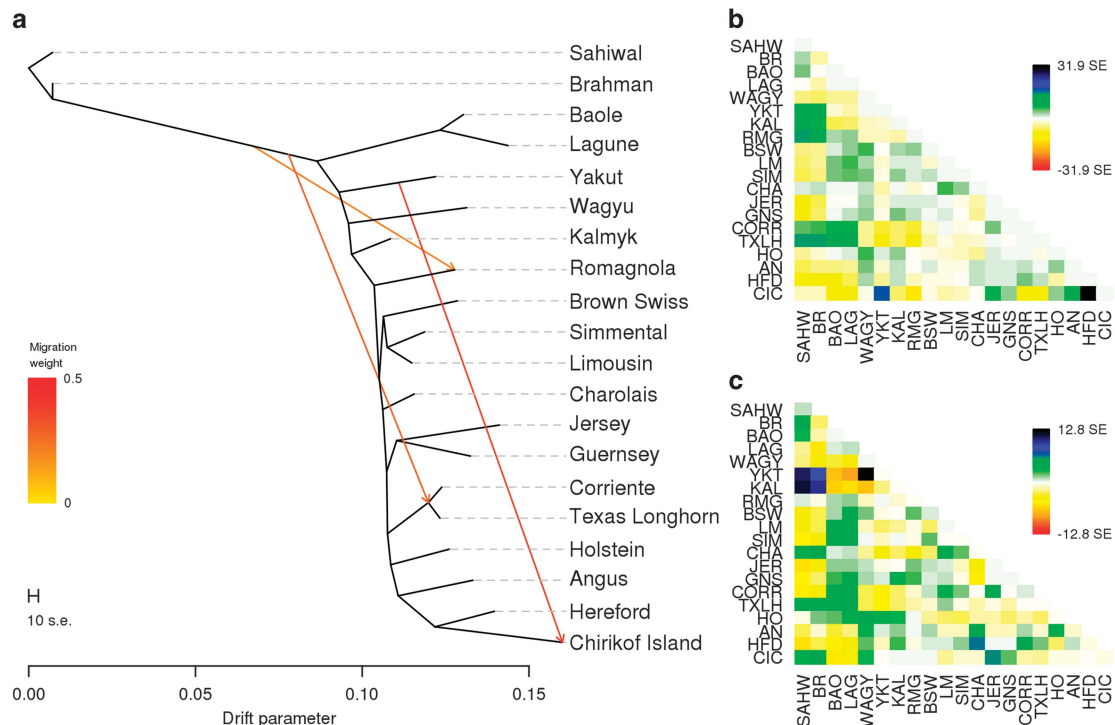 a
Sahiwal
Brahman
Baole
Lagune
Yakut
Wagyu
Kalmyk
Romagnola
Brown Swiss
Simmental
Limousin
Charolais
Jersey
Guernsey
Corriente
Texas Longhorn
Holstein
Angus
Hereford
Chirikof Island
Migration
weight
0.5
0
H
10 s.e.
0.00
0.05
0.10
0.15
Drift parameter
b
SAHW
BR
BAO
LAG
WAGY
YKT
KAL
RMG
BSW
LM
SIM
CHA
JER
GNS
CORR
TXLH
HO
AN
HFD
CIC
31.9 SE
-31.9 SE
SAHW
BR
BAO
LAG
WAGY
YKT
KAL
RMG
BSW
LM
SIM
CHA
JER
GNS
CORR
TXLH
HO
AN
HFD
CIC
c
SAHW
BR
BAO
LAG
WAGY
YKT
KAL
RMG
BSW
LM
SIM
CHA
JER
GNS
CORR
TXLH
HO
AN
HFD
CIC
12.8 SE
-12.8 SE
SAHW
BR
BAO
LAG
WAGY
YKT
KAL
RMG
BSW
LM
SIM
CHA
JER
GNS
CORR
TXLH
HO
AN
HFD
CIC